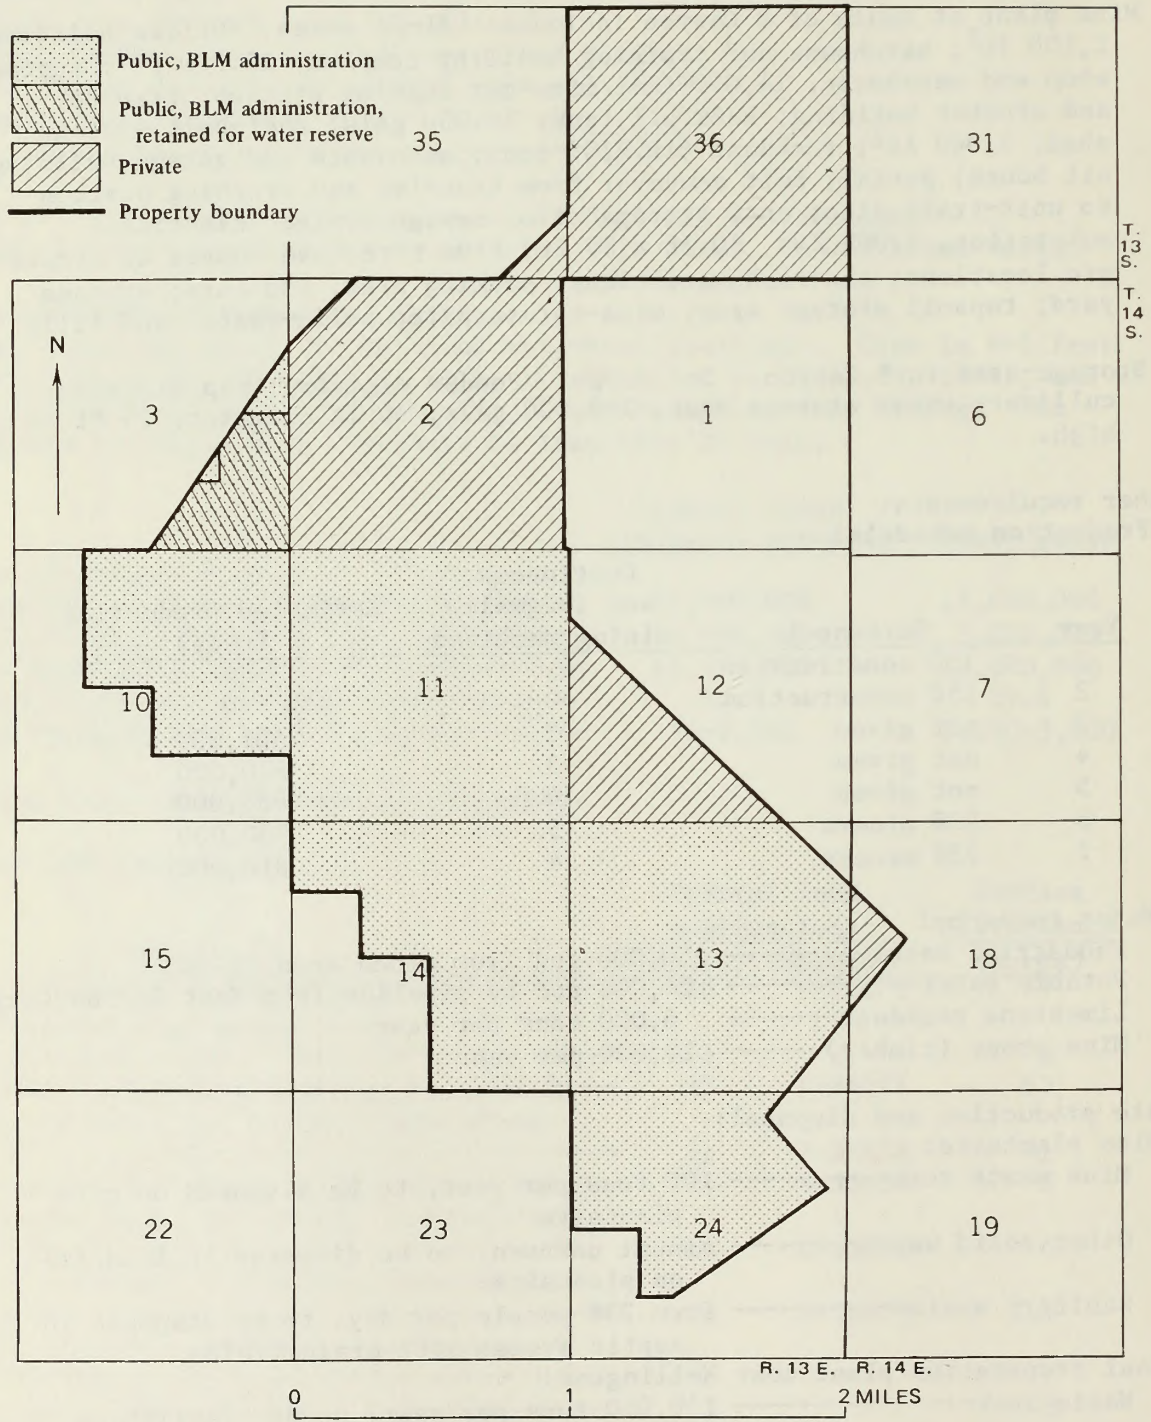 Public, BLM administration
Public, BLM administration,
retained for water reserve
Private
Property boundary
35
36
31
T.
13
S.
T.
14
S.
N
3
2
1
6
10
11
12
7
15
14
13
18
22
23
24
19
R. 13 E.
R. 14 E.
0
1
2 MILES